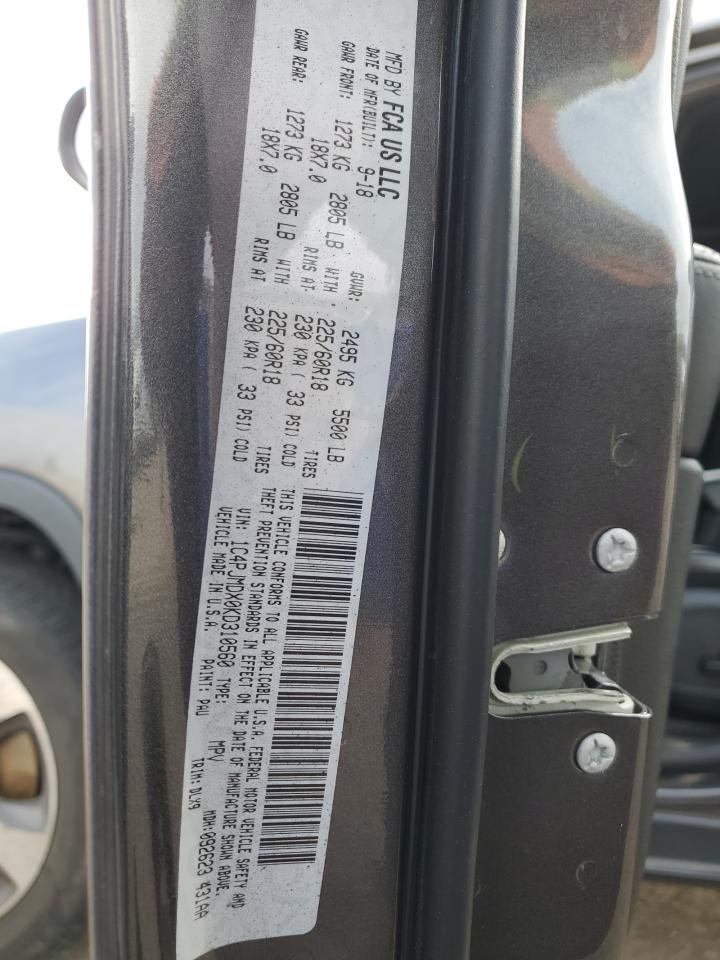 MFD BY FCA US LLC
DATE OF MFR(BUILT): 9-18 GVWR: 2495 KG 5500 LB
GAWR FRONT: 1273 KG 2805 LB WITH 225/60R18 TIRES
18X7.0 RIMS AT 230 KPA ( 33 PSI) COLD
GAWR REAR: 1273 KG 2805 LB WITH 225/60R18 TIRES
18X7.0 RIMS AT 230 KPA ( 33 PSI) COLD
THIS VEHICLE CONFORMS TO ALL APPLICABLE U.S.A. FEDERAL MOTOR VEHICLE SAFETY AND
THEFT PREVENTION STANDARDS IN EFFECT ON THE DATE OF MANUFACTURE SHOWN ABOVE.
VIN: 1C4PJMDX0KD310560 TYPE: MPV MDH:092623 431AA
VEHICLE MADE IN U.S.A. PAINT: PAU TRIM: DLX9